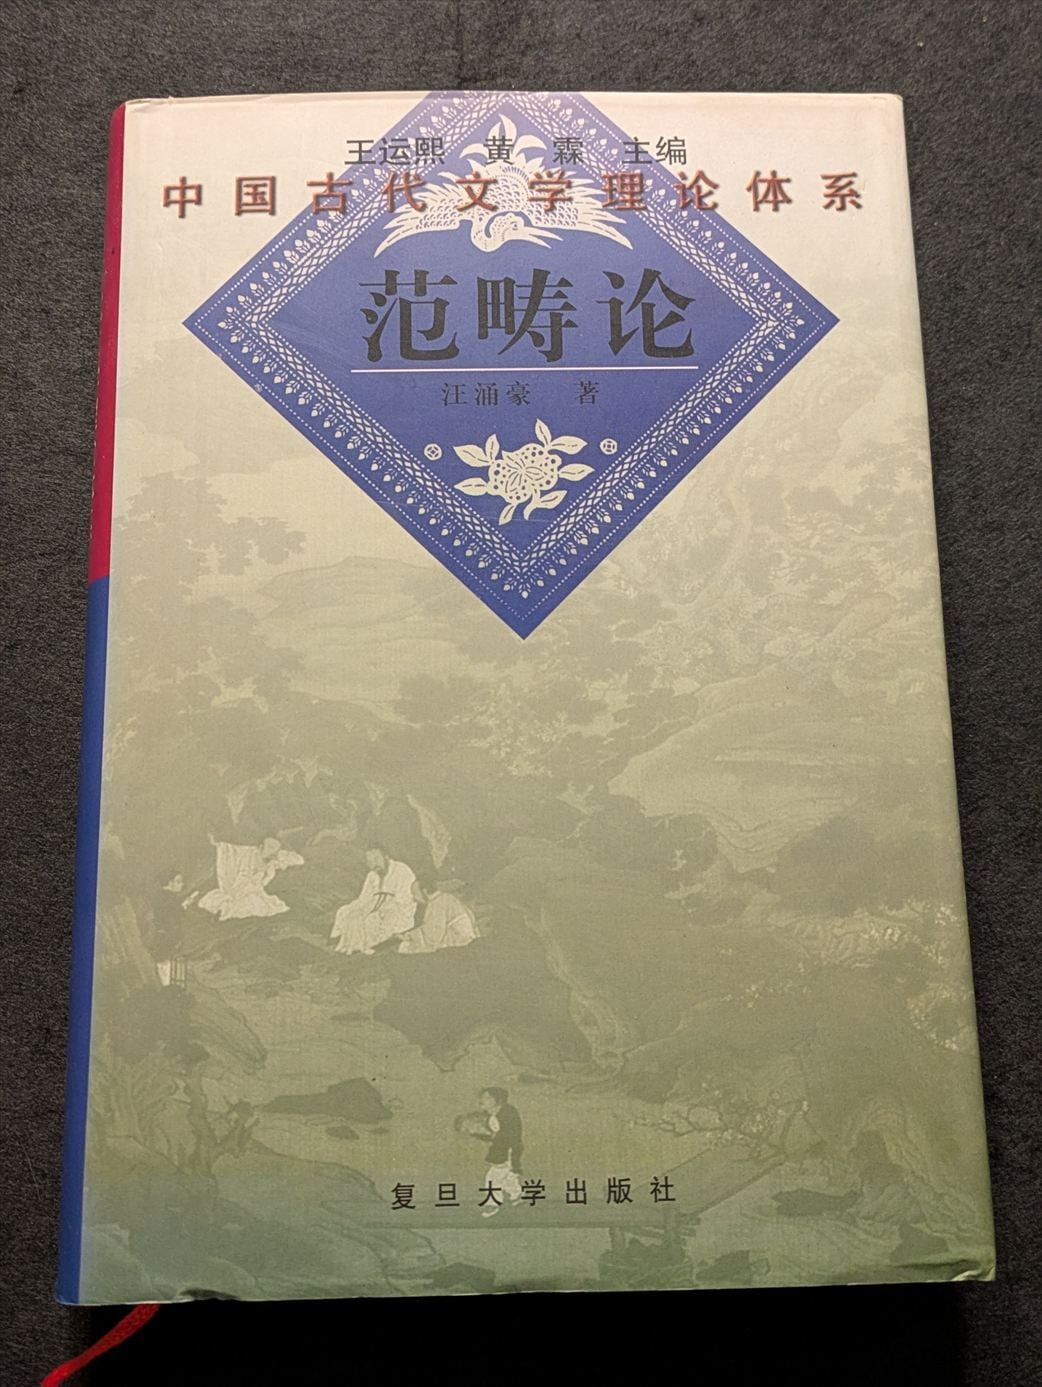 王运熙 黄霖 主编
中国古代文学理论体系
范畴论
汪涌豪 著
复旦大学出版社